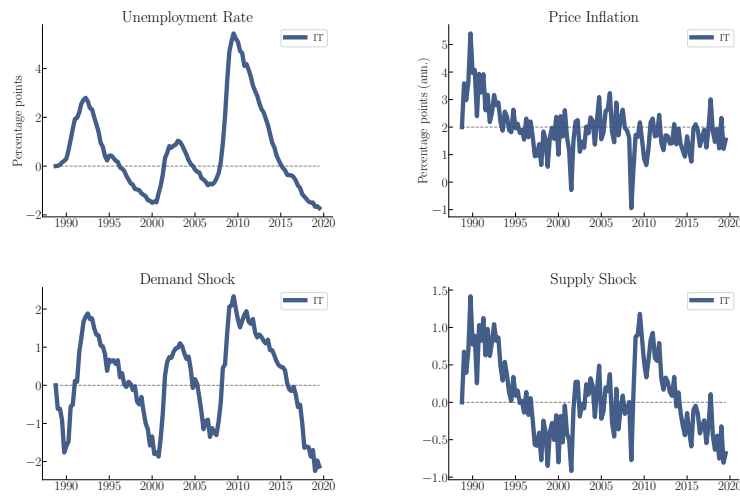 Unemployment Rate
Percentage points
4
2
0
−2
1990 1995 2000 2005 2010 2015 2020
IT
Price Inflation
Percentage points (ann.)
5
4
3
2
1
0
−1
1990 1995 2000 2005 2010 2015 2020
IT
Demand Shock
2
1
0
−1
−2
1990 1995 2000 2005 2010 2015 2020
IT
Supply Shock
1.5
1.0
0.5
0.0
−0.5
−1.0
1990 1995 2000 2005 2010 2015 2020
IT